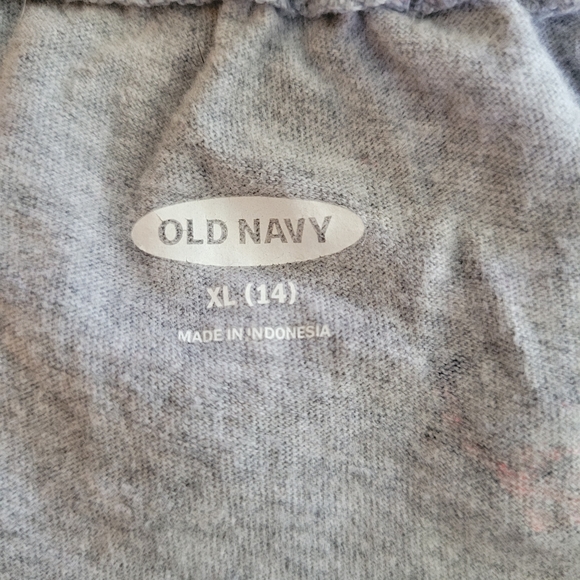 OLD NAVY
XL (14)
MADE IN INDONESIA